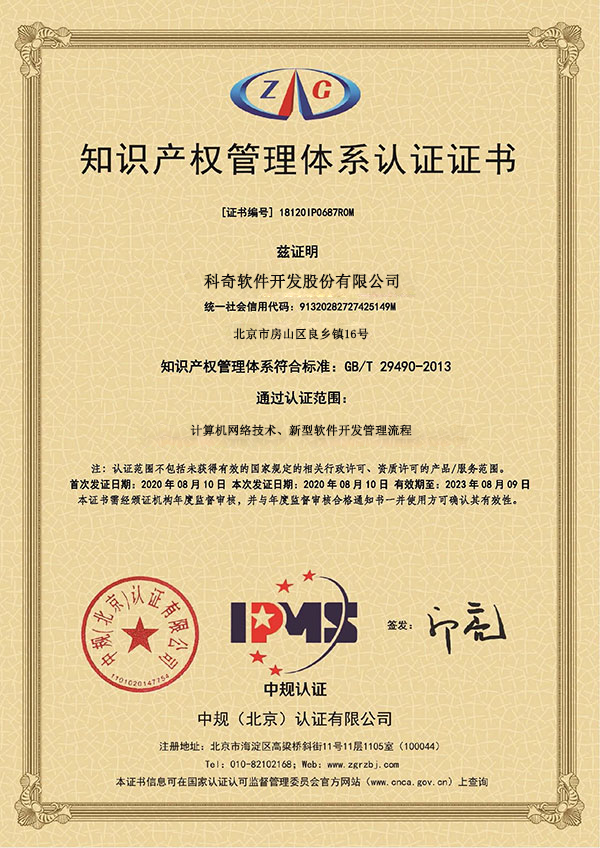 Z G
知识产权管理体系认证证书
[证书编号] 18120IP0687R0M
兹证明
科奇软件开发股份有限公司
统一社会信用代码：91320282727425149M
北京市房山区良乡镇16号
知识产权管理体系符合标准：GB/T 29490-2013
通过认证范围：
计算机网络技术、新型软件开发管理流程
注：认证范围不包括未获得有效的国家规定的相关行政许可、资质许可的产品/服务范围。
首次发证日期：2020 年 08 月 10 日 本次发证日期：2020 年 08 月 10 日 有效期至：2023 年 08 月 09 日
本证书需经颁证机构年度监督审核，并与年度监督审核合格通知书一并使用方可确认其有效性。
中规(北京)认证有限公司
1101020147754
IPMS
签发：
中规认证
中规（北京）认证有限公司
注册地址：北京市海淀区高梁桥斜街11号11层1105室（100044）
Tel：010-82102168；Web：www.zgrzbj.com
本证书信息可在国家认证认可监督管理委员会官方网站（www.cnca.gov.cn）上查询